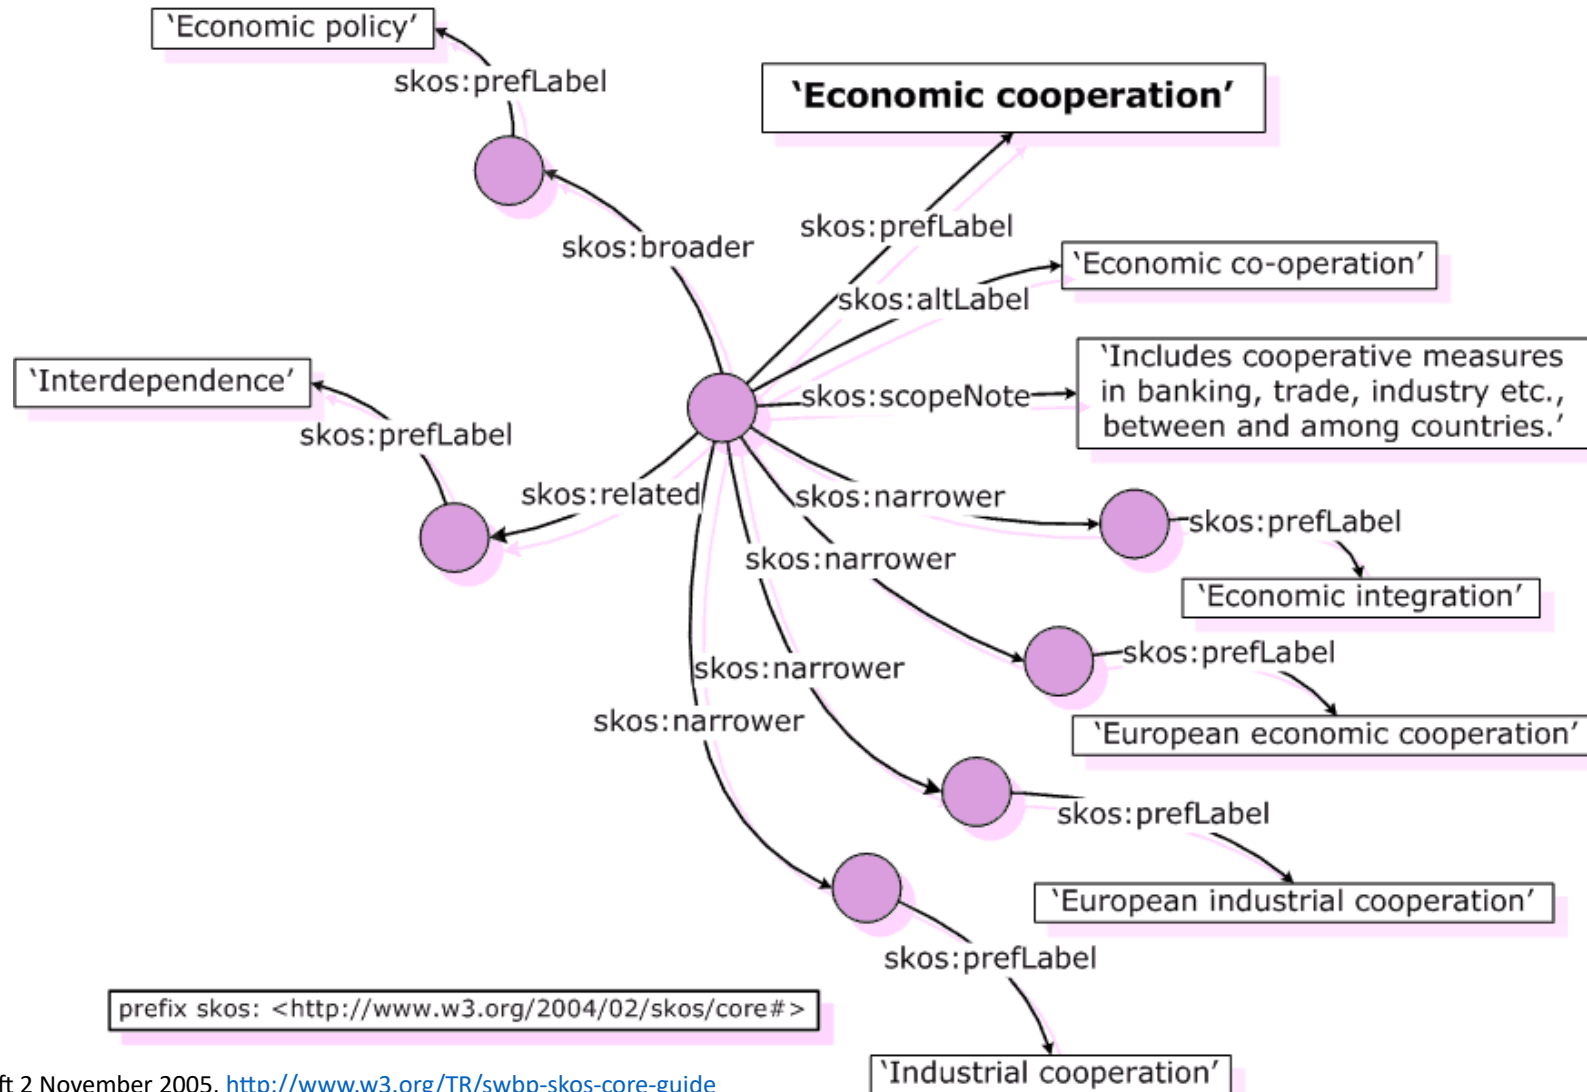 ‘Economic policy’
skos:prefLabel
‘Economic cooperation’
skos:prefLabel
skos:broader
‘Economic co-operation’
skos:altLabel
‘Includes cooperative measures
in banking, trade, industry etc.,
between and among countries.’
skos:scopeNote
‘Interdependence’
skos:prefLabel
skos:related
skos:narrower
skos:prefLabel
‘Economic integration’
skos:narrower
skos:prefLabel
‘European economic cooperation’
skos:narrower
skos:prefLabel
‘European industrial cooperation’
skos:narrower
skos:prefLabel
‘Industrial cooperation’
prefix skos: <http://www.w3.org/2004/02/skos/core#>
ft 2 November 2005. http://www.w3.org/TR/swbp-skos-core-guide